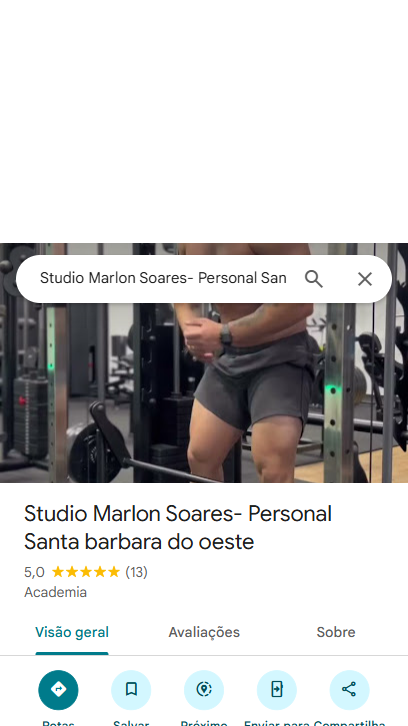 Studio Marlon Soares- Personal San
Studio Marlon Soares- Personal
Santa barbara do oeste
5,0 (13)
Academia
Visão geral Avaliações Sobre
Rotas Salvar Próximo Enviar para Compartilha